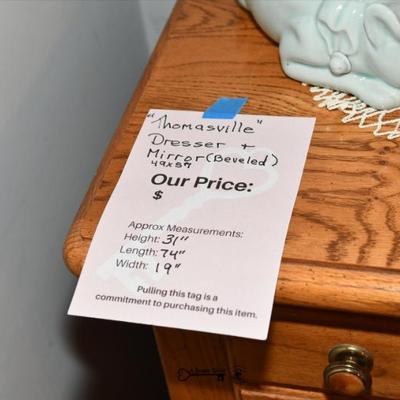 "Thomasville"
Dresser +
Mirror (Beveled)
Our Price:
$
Approx Measurements:
Height: 31"
Length: 74"
Width: 19"
Pulling this tag is a
commitment to purchasing this item.